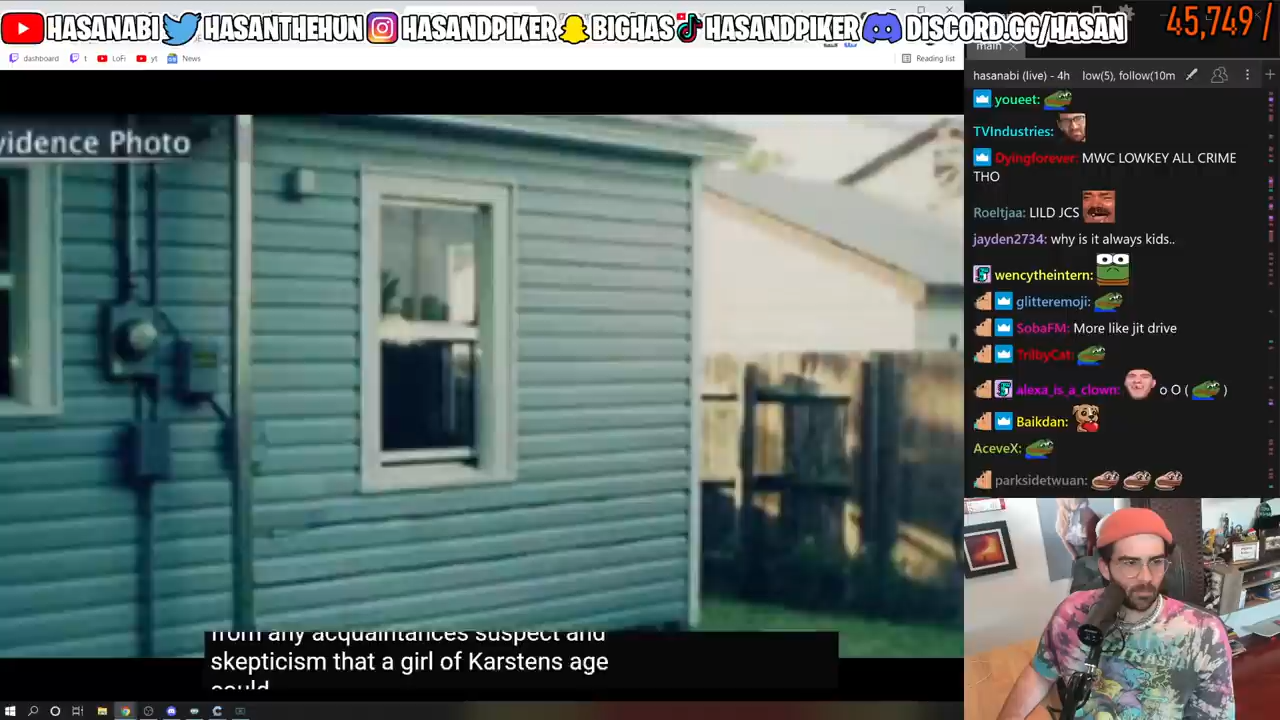 HASANABI HASANTHEHUN HASANDPIKER BIGHAS HASANDPIKER DISCORD.GG/HASAN
45,749 /
dashboard t LoFi yt News Reading list
main
hasanabi (live) - 4h low(5), follow(10m
youeet:
TVIndustries:
Dyingforever: MWC LOWKEY ALL CRIME
THO
Roeltjaa: LILD JCS
jayden2734: why is it always kids..
wencytheintern:
glitteremoji:
SobaFM: More like jit drive
TrilbyCat:
alexa_is_a_clown: o O ( )
Baikdan:
AceveX:
parksidetwuan:
vidence Photo
from any acquaintances suspect and
skepticism that a girl of Karstens age
could